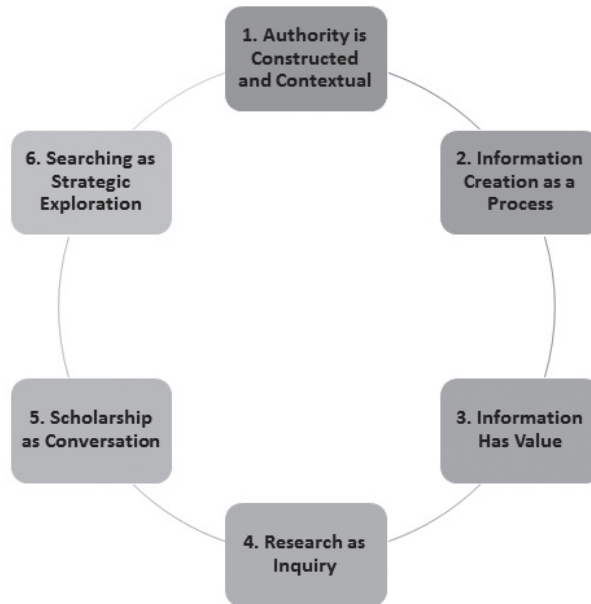 1. Authority is
Constructed
and Contextual
2. Information
Creation as a
Process
3. Information
Has Value
4. Research as
Inquiry
5. Scholarship
as Conversation
6. Searching as
Strategic
Exploration